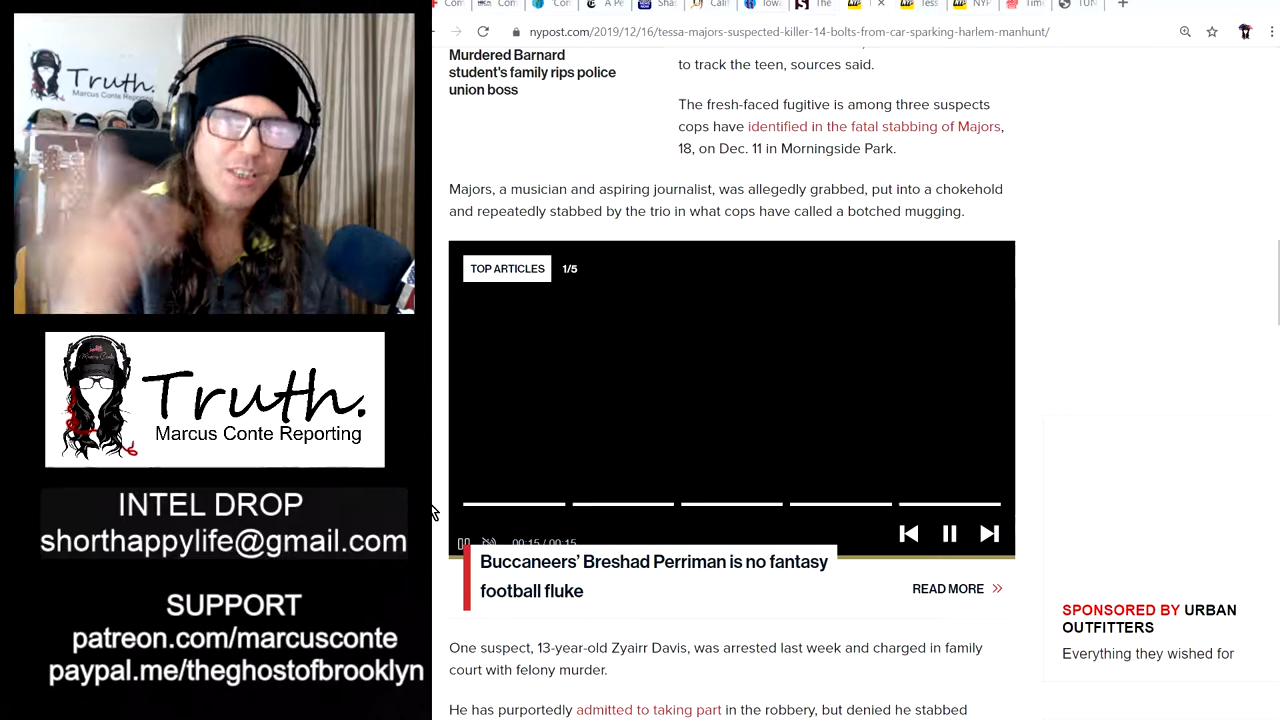 Truth.
Marcus Conte Reporting
Truth.
Marcus Conte Reporting
INTEL DROP
shorthappylife@gmail.com
SUPPORT
patreon.com/marcusconte
paypal.me/theghostofbrooklyn
nypost.com/2019/12/16/tessa-majors-suspected-killer-14-bolts-from-car-sparking-harlem-manhunt/
Murdered Barnard
student's family rips police
union boss
to track the teen, sources said.
The fresh-faced fugitive is among three suspects
cops have identified in the fatal stabbing of Majors,
18, on Dec. 11 in Morningside Park.
Majors, a musician and aspiring journalist, was allegedly grabbed, put into a chokehold
and repeatedly stabbed by the trio in what cops have called a botched mugging.
TOP ARTICLES 1/5
00:15 / 00:15
Buccaneers' Breshad Perriman is no fantasy
football fluke
READ MORE
One suspect, 13-year-old Zyairr Davis, was arrested last week and charged in family
court with felony murder.
He has purportedly admitted to taking part in the robbery, but denied he stabbed
SPONSORED BY URBAN
OUTFITTERS
Everything they wished for